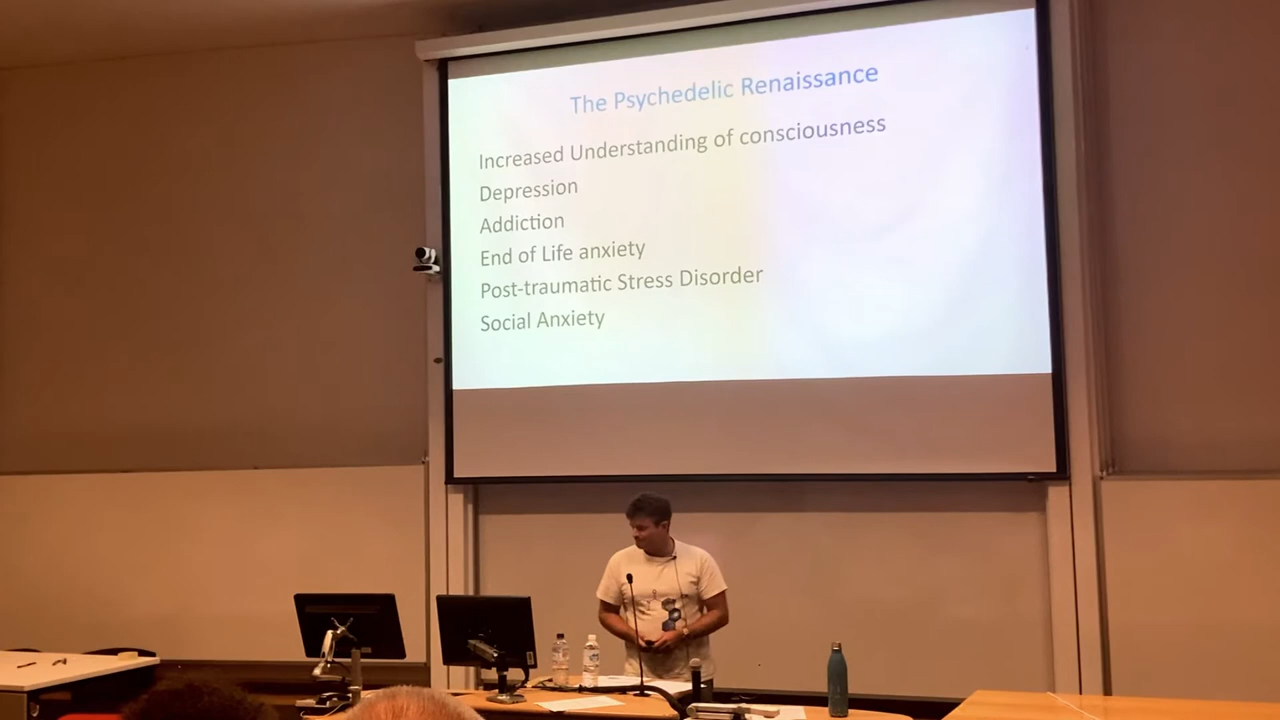 The Psychedelic Renaissance
Increased Understanding of consciousness
Depression
Addiction
End of Life anxiety
Post-traumatic Stress Disorder
Social Anxiety